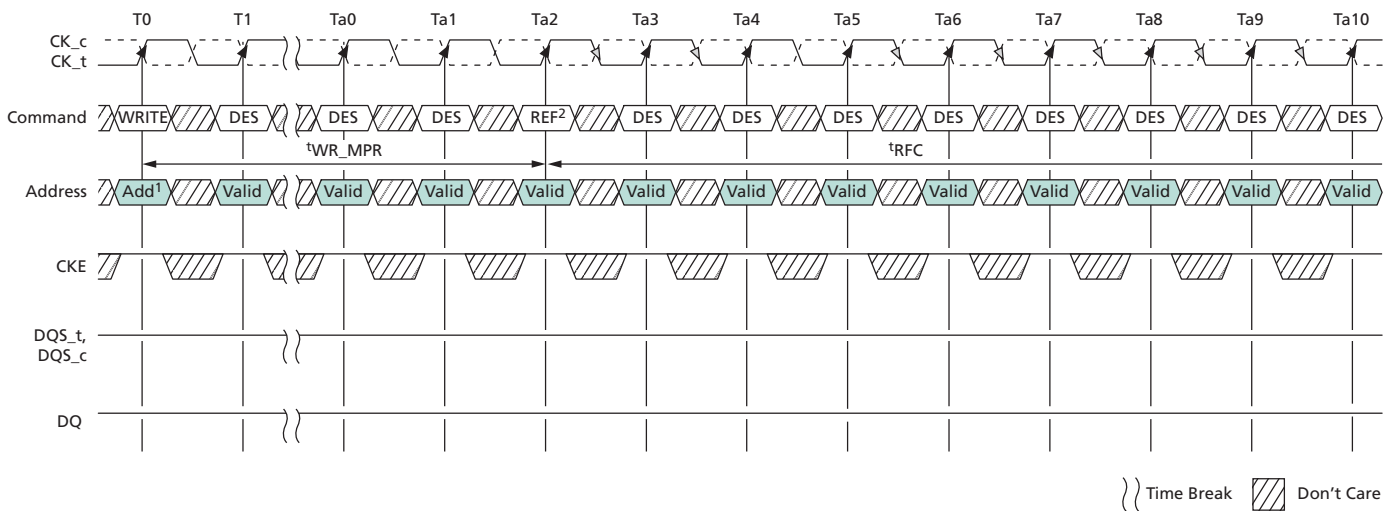 T0 T1 Ta0 Ta1 Ta2 Ta3 Ta4 Ta5 Ta6 Ta7 Ta8 Ta9 Ta10
CK_c
CK_t
Command WRITE DES DES DES REF² DES DES DES DES DES DES DES DES
ᵗWR_MPR ᵗRFC
Address Add¹ Valid Valid Valid Valid Valid Valid Valid Valid Valid Valid Valid Valid
CKE
DQS_t,
DQS_c
DQ
Time Break Don't Care